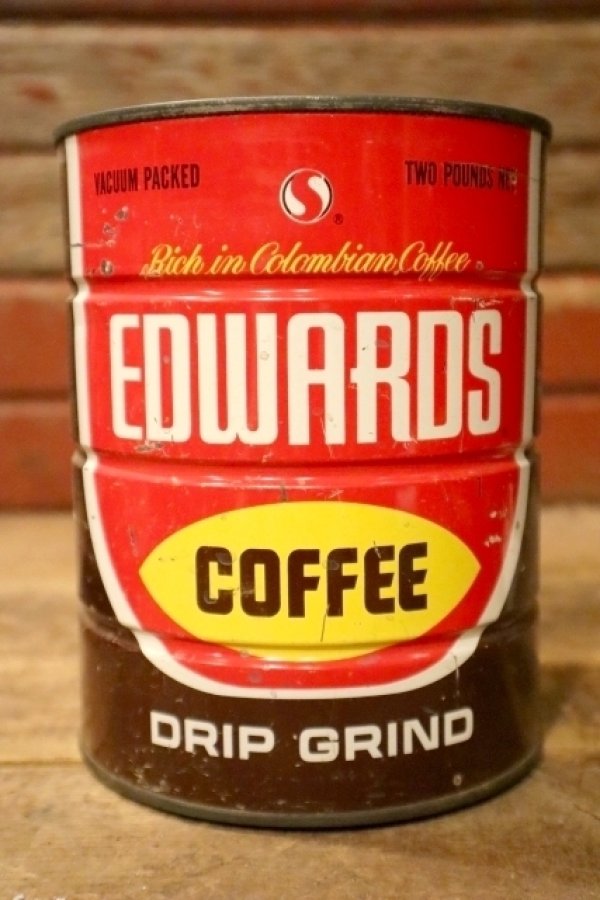 VACUUM PACKED
TWO POUNDS NET
S
®
Rich in Colombian Coffee
EDWARDS
COFFEE
DRIP GRIND